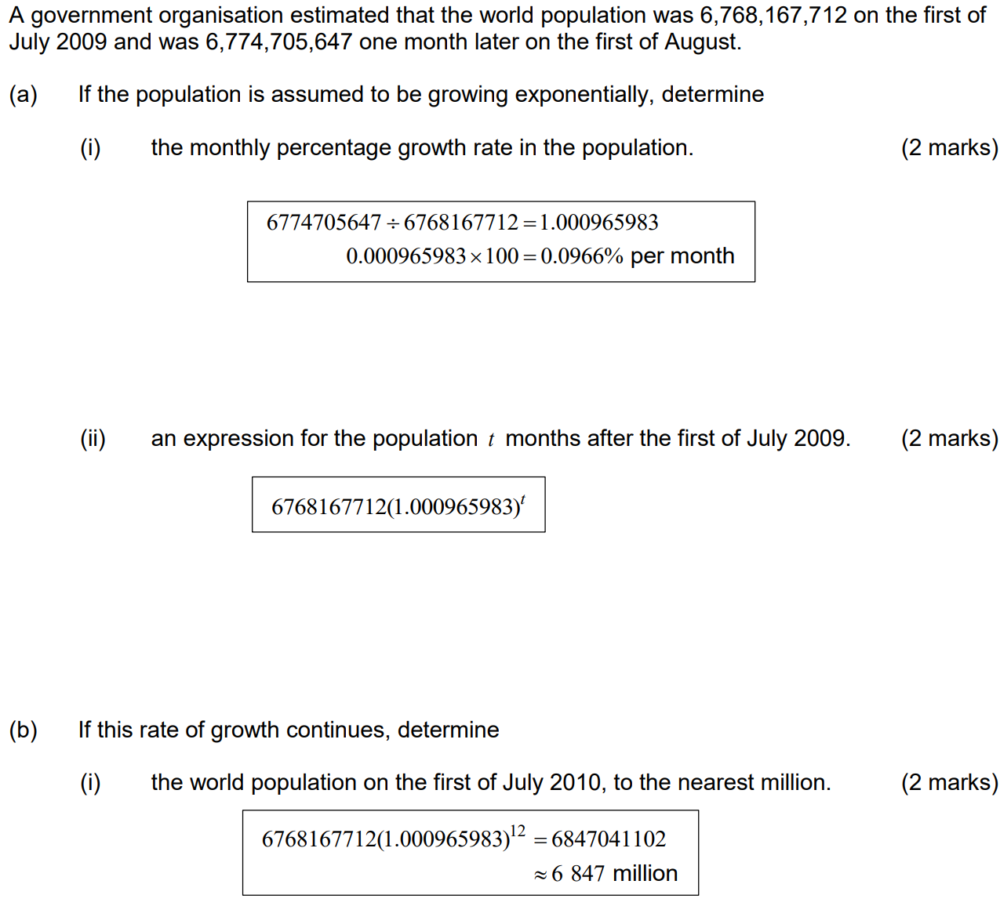 A government organisation estimated that the world population was 6,768,167,712 on the first of
July 2009 and was 6,774,705,647 one month later on the first of August.
(a) If the population is assumed to be growing exponentially, determine
(i) the monthly percentage growth rate in the population. (2 marks)
6774705647 ÷ 6768167712 = 1.000965983
0.000965983 × 100 = 0.0966% per month
(ii) an expression for the population t months after the first of July 2009. (2 marks)
6768167712(1.000965983)^t
(b) If this rate of growth continues, determine
(i) the world population on the first of July 2010, to the nearest million. (2 marks)
6768167712(1.000965983)^12 = 6847041102
≈ 6 847 million